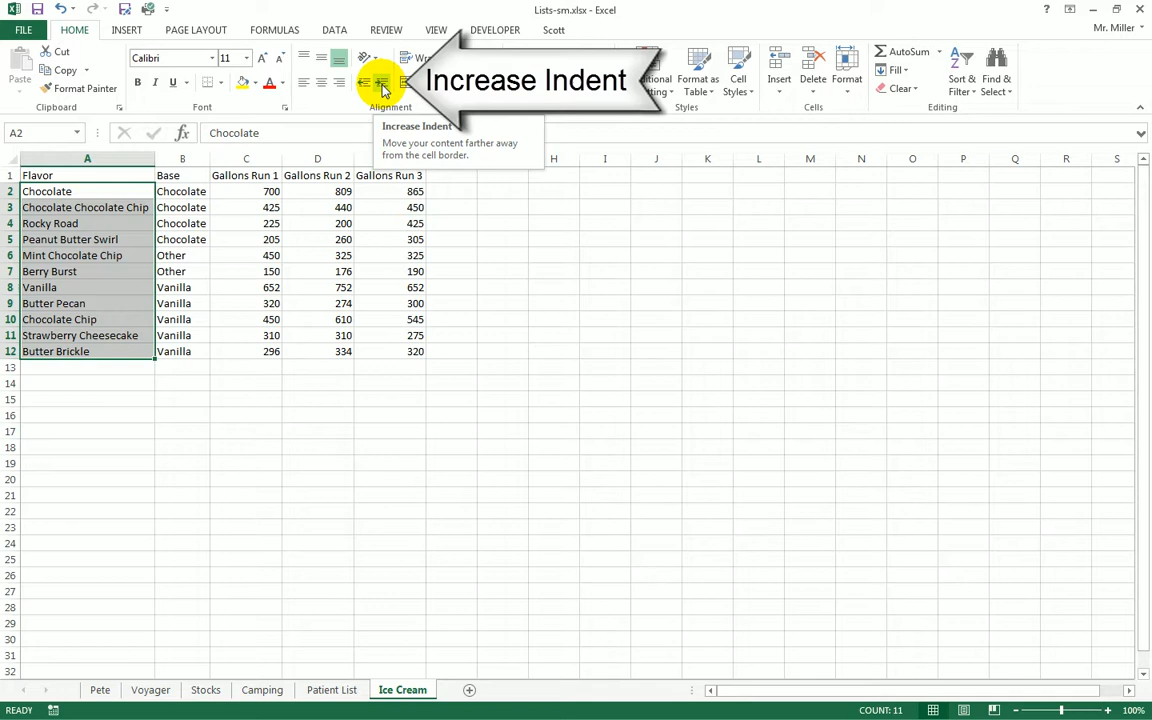 Lists-sm.xlsx - Excel
?
FILE HOME INSERT PAGE LAYOUT FORMULAS DATA REVIEW VIEW DEVELOPER Scott Mr. Miller
Paste
Cut
Copy
Format Painter
Clipboard
Calibri 11
B I U
Font
Alignment
Increase Indent
Format as
Table
Cell
Styles
Styles
Insert
Delete
Format
Cells
AutoSum
Fill
Clear
Sort &
Filter
Find &
Select
Editing
A2 fx Chocolate
Increase Indent
Move your content farther away
from the cell border.
A B C D H I J K L M N O P Q R S
1 Flavor Base Gallons Run 1 Gallons Run 2 Gallons Run 3
2 Chocolate Chocolate 700 809 865
3 Chocolate Chocolate Chip Chocolate 425 440 450
4 Rocky Road Chocolate 225 200 425
5 Peanut Butter Swirl Chocolate 205 260 305
6 Mint Chocolate Chip Other 450 325 325
7 Berry Burst Other 150 176 190
8 Vanilla Vanilla 652 752 652
9 Butter Pecan Vanilla 320 274 300
10 Chocolate Chip Vanilla 450 610 545
11 Strawberry Cheesecake Vanilla 310 310 275
12 Butter Brickle Vanilla 296 334 320
13
14
15
16
17
18
19
20
21
22
23
24
25
26
27
28
29
30
31
32
Pete Voyager Stocks Camping Patient List Ice Cream
READY COUNT: 11 100%